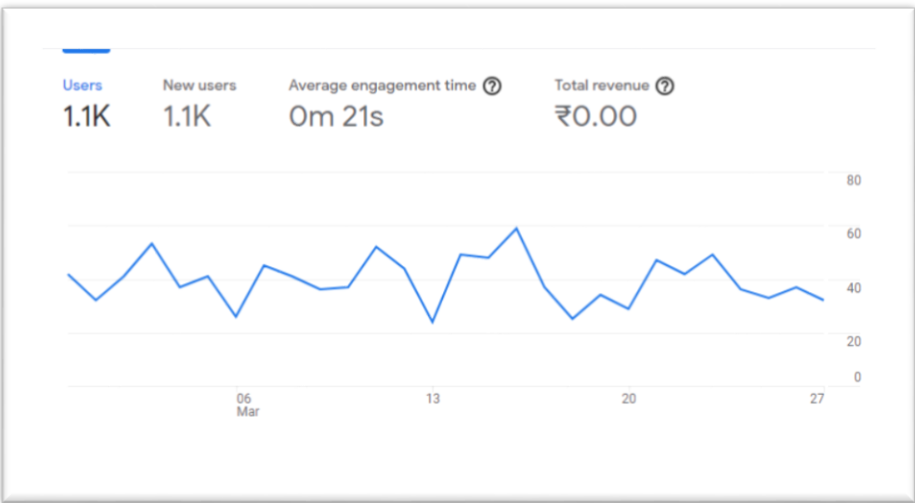 Users New users Average engagement time ? Total revenue ?
1.1K 1.1K 0m 21s ₹0.00
80
60
40
20
0
06 13 20 27
Mar